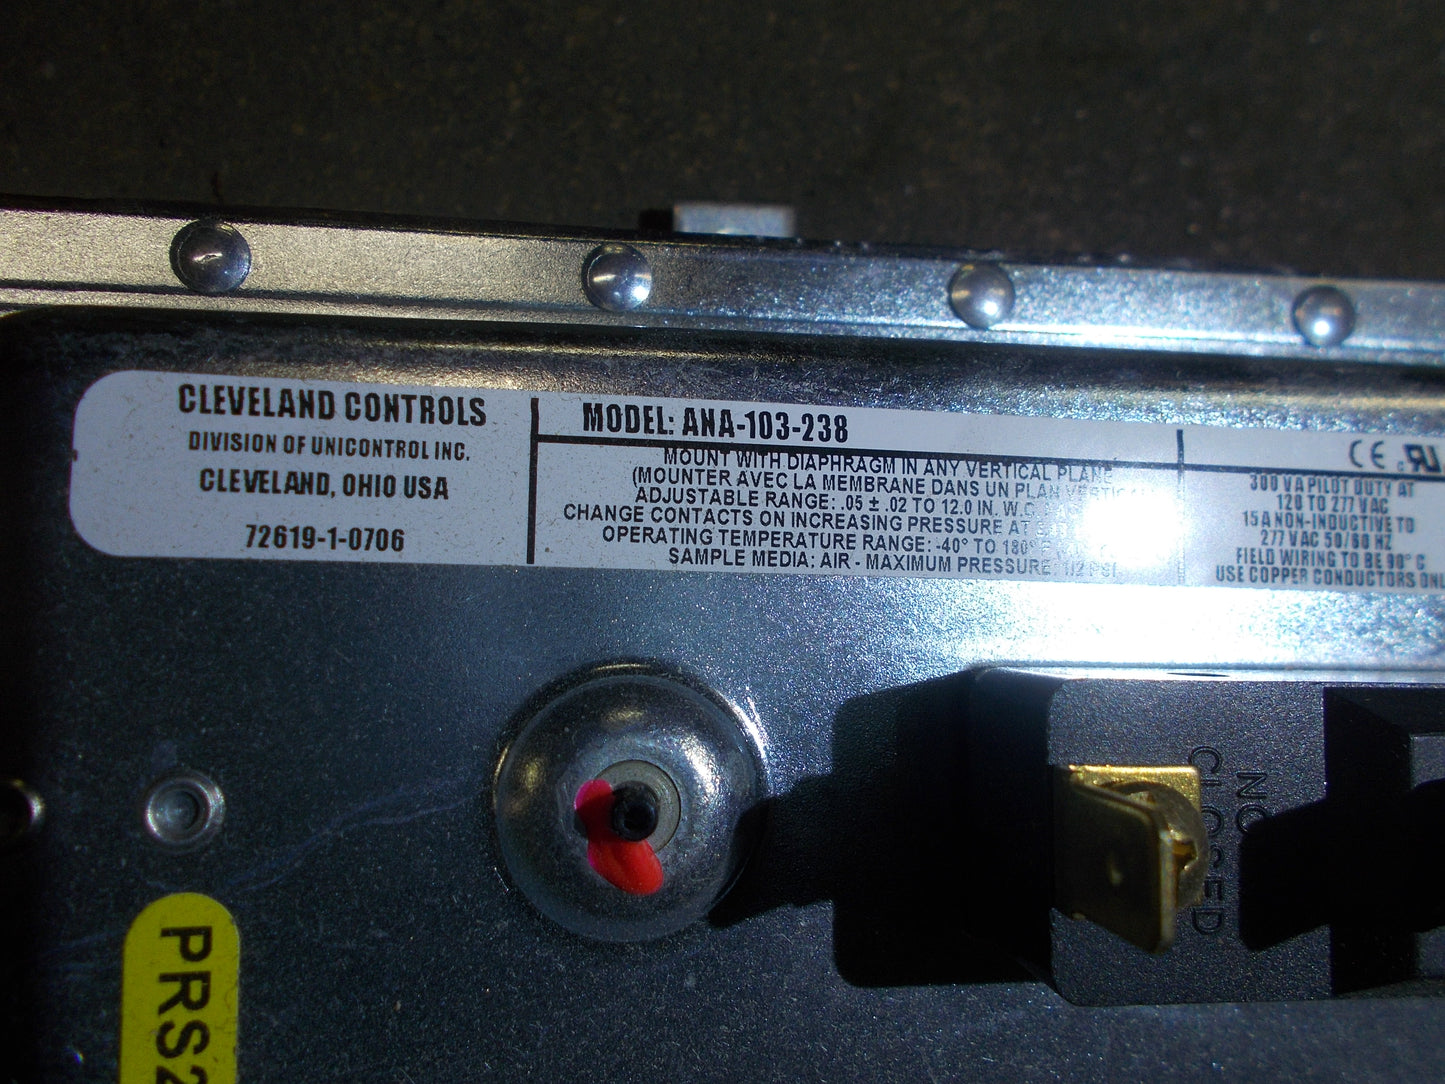 CLEVELAND CONTROLS
DIVISION OF UNICONTROL INC.
CLEVELAND, OHIO USA
72619-1-0706
MODEL: ANA-103-238
MOUNT WITH DIAPHRAGM IN ANY VERTICAL PLANE
(MOUNTER AVEC LA MEMBRANE DANS UN PLAN VERTICAL
ADJUSTABLE RANGE: .05 ± .02 TO 12.0 IN. W.C.
CHANGE CONTACTS ON INCREASING PRESSURE AT
OPERATING TEMPERATURE RANGE: -40° TO 180°
SAMPLE MEDIA: AIR - MAXIMUM PRESSURE: 1/2 PSI
CE c RU
300 VA PILOT DUTY AT
120 TO 277 VAC
15 A NON-INDUCTIVE TO
277 VAC 50/60 HZ
FIELD WIRING TO BE 90° C
USE COPPER CONDUCTORS ONL
NO
CLOSED
PRS2